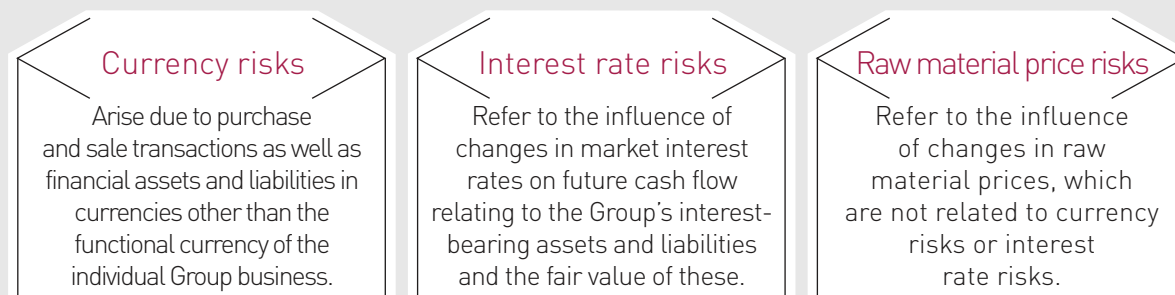 Currency risks
Arise due to purchase
and sale transactions as well as
financial assets and liabilities in
currencies other than the
functional currency of the
individual Group business.
Interest rate risks
Refer to the influence of
changes in market interest
rates on future cash flow
relating to the Group's interest-
bearing assets and liabilities
and the fair value of these.
Raw material price risks
Refer to the influence
of changes in raw
material prices, which
are not related to currency
risks or interest
rate risks.